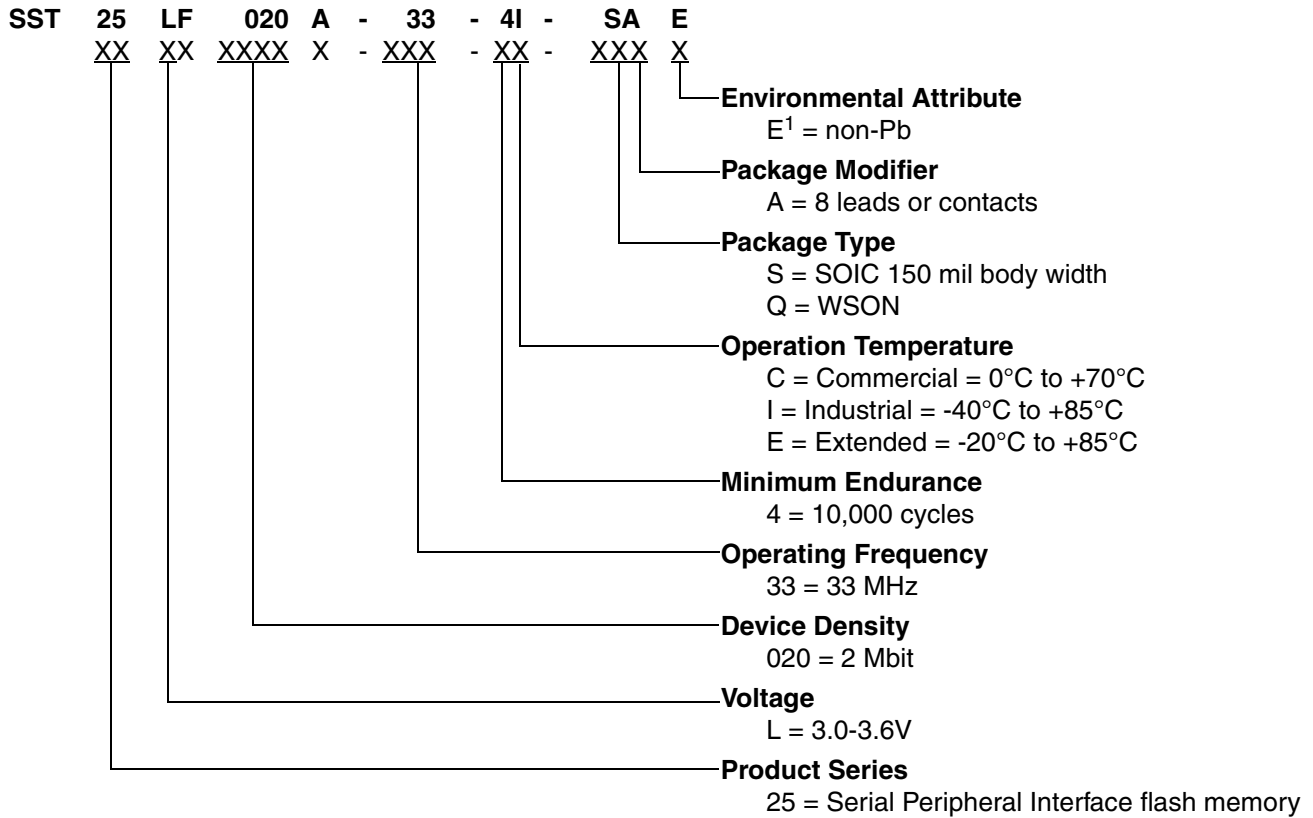 SST 25 LF 020 A - 33 - 4I - SA E
XX XX XXXX X - XXX - XX - XXX X
Environmental Attribute
E1 = non-Pb
Package Modifier
A = 8 leads or contacts
Package Type
S = SOIC 150 mil body width
Q = WSON
Operation Temperature
C = Commercial = 0°C to +70°C
I = Industrial = -40°C to +85°C
E = Extended = -20°C to +85°C
Minimum Endurance
4 = 10,000 cycles
Operating Frequency
33 = 33 MHz
Device Density
020 = 2 Mbit
Voltage
L = 3.0-3.6V
Product Series
25 = Serial Peripheral Interface flash memory